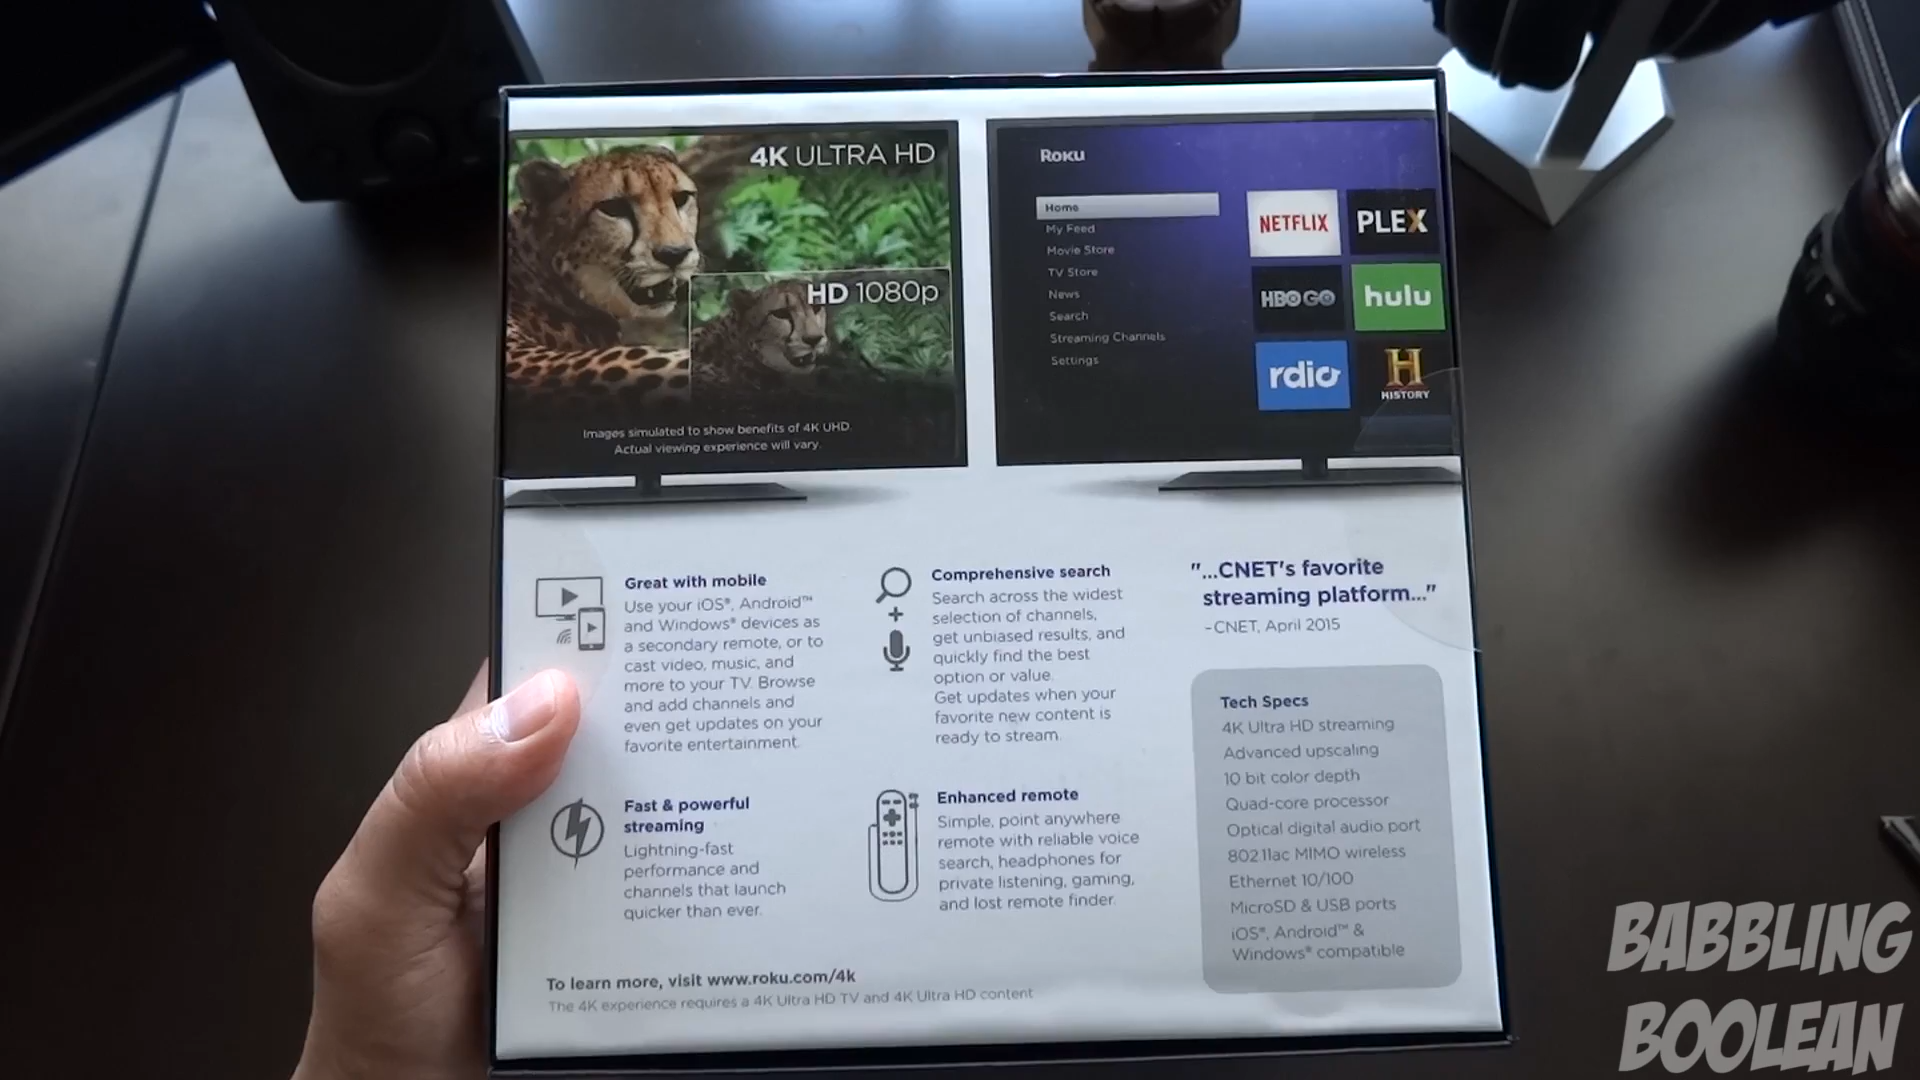 4K ULTRA HD
HD 1080p
Images simulated to show benefits of 4K UHD.
Actual viewing experience will vary.
Roku
Home
My Feed
Movie Store
TV Store
News
Search
Streaming Channels
Settings
NETFLIX
PLEX
HBO GO
hulu
rdio
H
HISTORY
Great with mobile
Use your iOS®, Android™
and Windows® devices as
a secondary remote, or to
cast video, music, and
more to your TV. Browse
and add channels and
even get updates on your
favorite entertainment.
Comprehensive search
Search across the widest
selection of channels,
get unbiased results, and
quickly find the best
option or value.
Get updates when your
favorite new content is
ready to stream.
"...CNET's favorite
streaming platform..."
-CNET, April 2015
Fast & powerful
streaming
Lightning-fast
performance and
channels that launch
quicker than ever.
Enhanced remote
Simple, point anywhere
remote with reliable voice
search, headphones for
private listening, gaming,
and lost remote finder.
Tech Specs
4K Ultra HD streaming
Advanced upscaling
10 bit color depth
Quad-core processor
Optical digital audio port
802.11ac MIMO wireless
Ethernet 10/100
MicroSD & USB ports
iOS®, Android™ &
Windows® compatible
To learn more, visit www.roku.com/4k
The 4K experience requires a 4K Ultra HD TV and 4K Ultra HD content
BABBLING
BOOLEAN